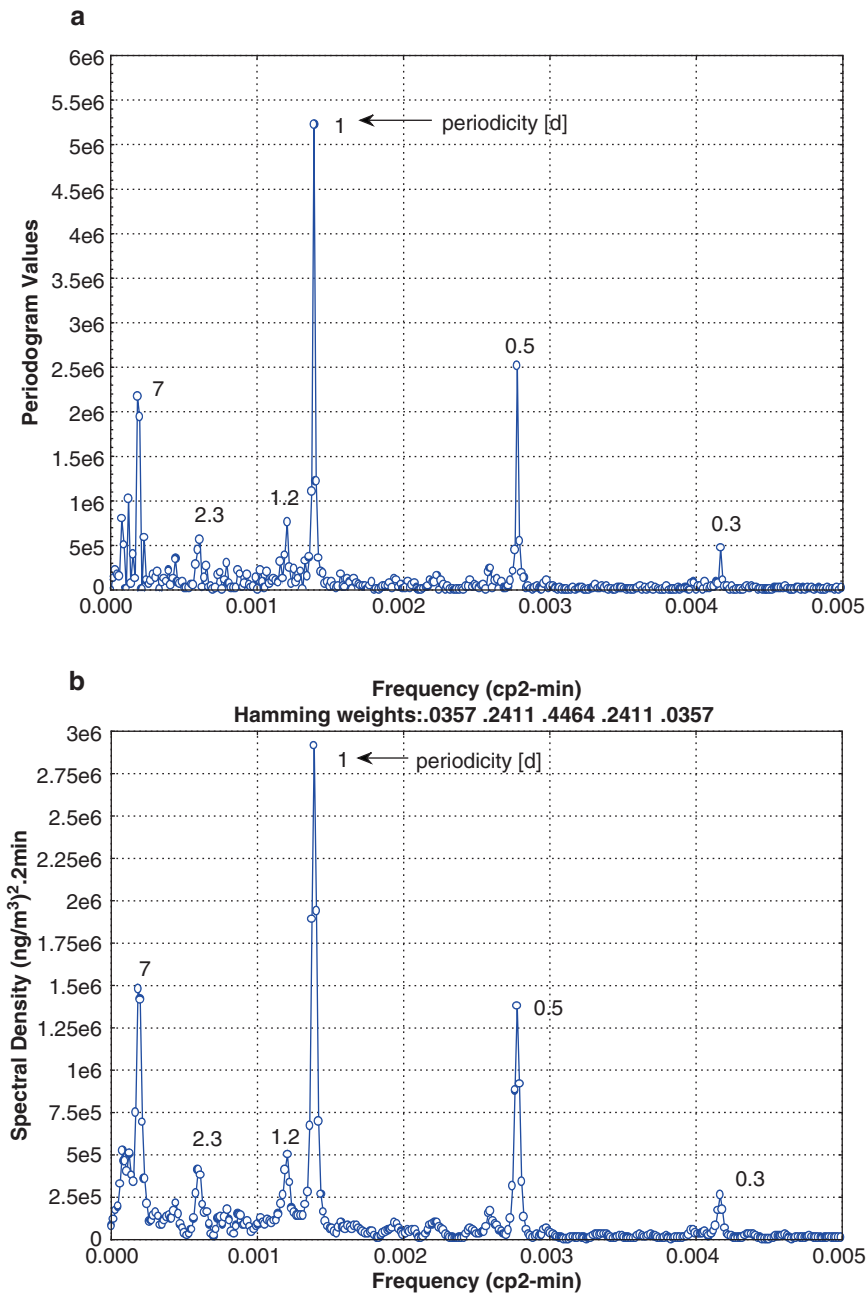 a
6e6
5.5e6
5e6
4.5e6
4e6
3.5e6
3e6
2.5e6
2e6
1.5e6
1e6
5e5
0
Periodogram Values
1
periodicity [d]
0.5
7
2.3
1.2
0.3
0.000 0.001 0.002 0.003 0.004 0.005
Frequency (cp2-min)
b
Hamming weights:.0357 .2411 .4464 .2411 .0357
3e6
2.75e6
2.5e6
2.25e6
2e6
1.75e6
1.5e6
1.25e6
1e6
7.5e5
5e5
2.5e5
0
Spectral Density (ng/m³)².2min
1
periodicity [d]
7
0.5
2.3
1.2
0.3
0.000 0.001 0.002 0.003 0.004 0.005
Frequency (cp2-min)